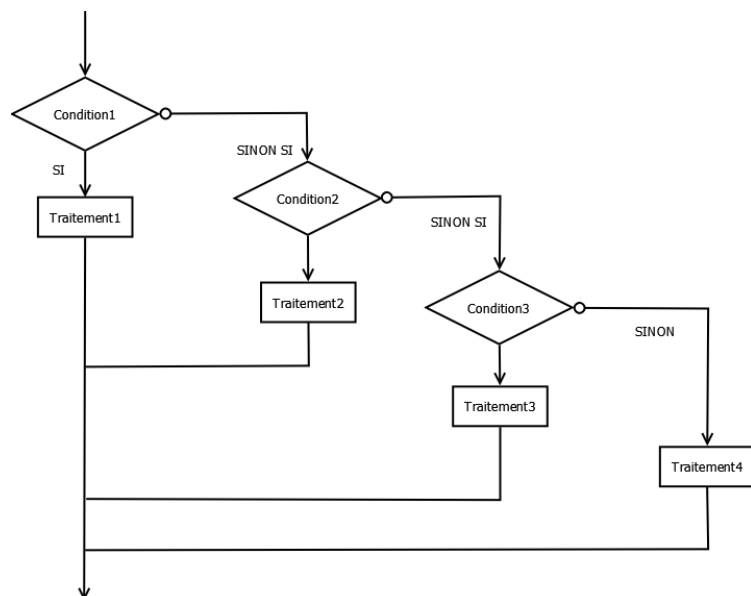 Condition1
SI
SINON SI
Traitement1
Condition2
SINON SI
Traitement2
Condition3
SINON
Traitement3
Traitement4